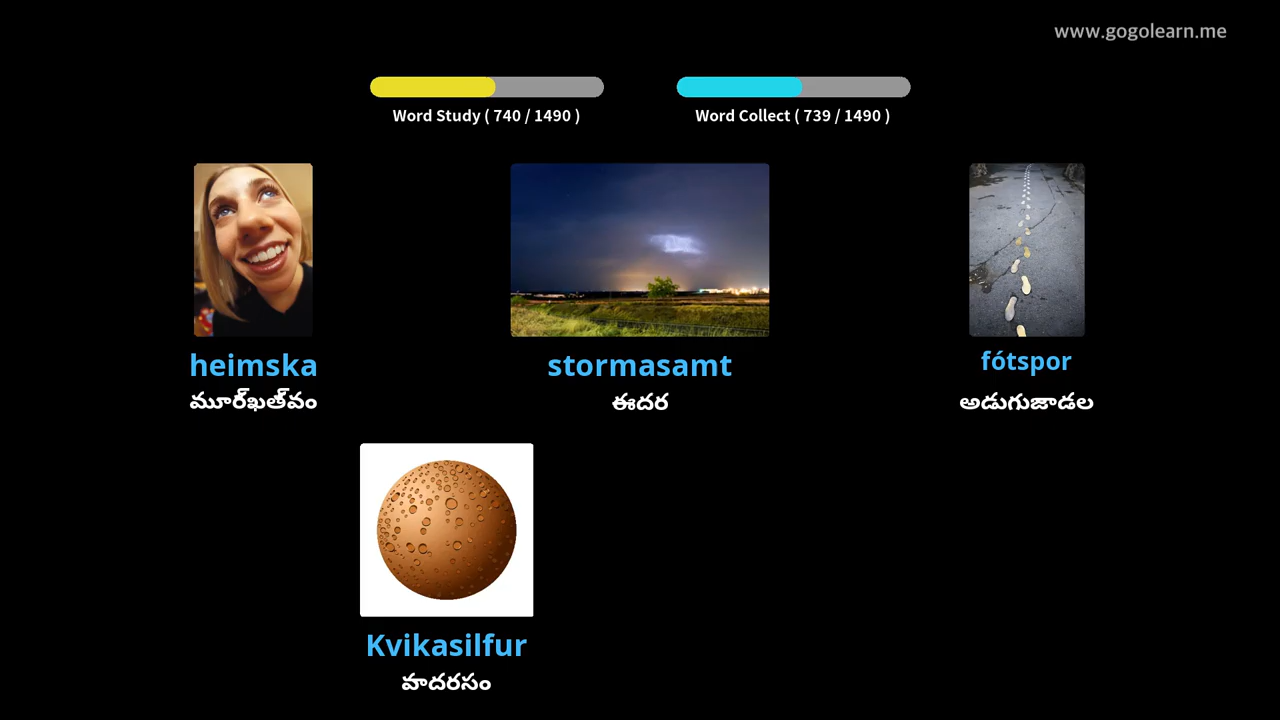 www.gogolearn.me
Word Study ( 740 / 1490 )
Word Collect ( 739 / 1490 )
heimska
stormasamt
fótspor
మూర్ఖత్వం
ఈదర
అడుగుజాడల
Kvikasilfur
పాదరసం